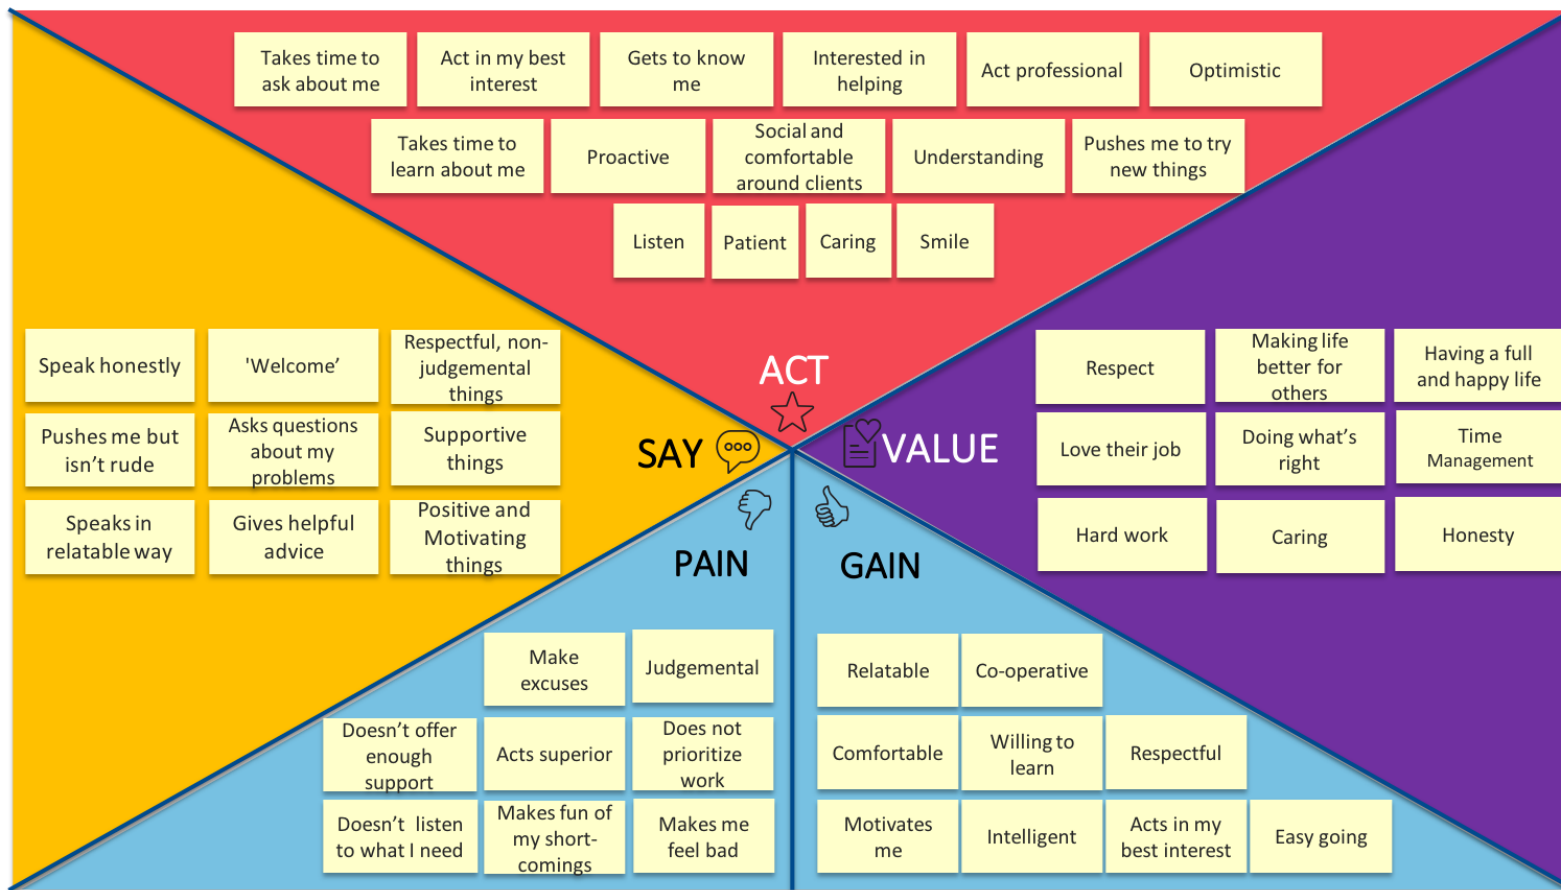 Takes time to
ask about me
Act in my best
interest
Gets to know
me
Interested in
helping
Act professional
Optimistic
Takes time to
learn about me
Proactive
Social and
comfortable
around clients
Understanding
Pushes me to try
new things
Listen
Patient
Caring
Smile
ACT
Speak honestly
'Welcome’
Respectful, non-
judgemental
things
Pushes me but
isn’t rude
Asks questions
about my
problems
Supportive
things
Speaks in
relatable way
Gives helpful
advice
Positive and
Motivating
things
SAY
VALUE
Respect
Making life
better for
others
Having a full
and happy life
Love their job
Doing what’s
right
Time
Management
Hard work
Caring
Honesty
PAIN
Make
excuses
Judgemental
Doesn’t offer
enough
support
Acts superior
Does not
prioritize
work
Doesn’t listen
to what I need
Makes fun of
my short-
comings
Makes me
feel bad
GAIN
Relatable
Co-operative
Comfortable
Willing to
learn
Respectful
Motivates
me
Intelligent
Acts in my
best interest
Easy going